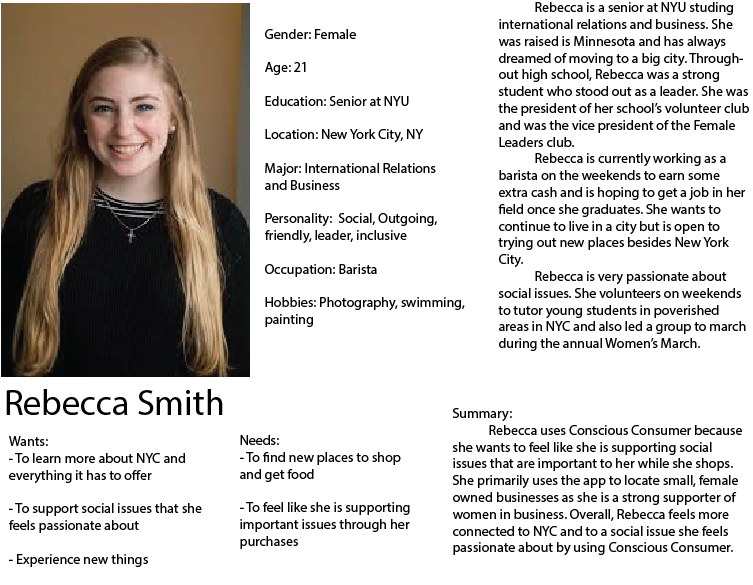 Gender: Female
Age: 21
Education: Senior at NYU
Location: New York City, NY
Major: International Relations
and Business
Personality:  Social, Outgoing,
friendly, leader, inclusive
Occupation: Barista
Hobbies: Photography, swimming,
painting
Rebecca is a senior at NYU studing
international relations and business. She
was raised is Minnesota and has always
dreamed of moving to a big city. Through-
out high school, Rebecca was a strong
student who stood out as a leader. She was
the president of her school's volunteer club
and was the vice president of the Female
Leaders club.
Rebecca is currently working as a
barista on the weekends to earn some
extra cash and is hoping to get a job in her
field once she graduates. She wants to
continue to live in a city but is open to
trying out new places besides New York
City.
Rebecca is very passionate about
social issues. She volunteers on weekends
to tutor young students in poverished
areas in NYC and also led a group to march
during the annual Women's March.
Rebecca Smith
Wants:
- To learn more about NYC and
everything it has to offer
- To support social issues that she
feels passionate about
- Experience new things
Needs:
- To find new places to shop
and get food
- To feel like she is supporting
important issues through her
purchases
Summary:
Rebecca uses Conscious Consumer because
she wants to feel like she is supporting social
issues that are important to her while she shops.
She primarily uses the app to locate small, female
owned businesses as she is a strong supporter of
women in business. Overall, Rebecca feels more
connected to NYC and to a social issue she feels
passionate about by using Conscious Consumer.